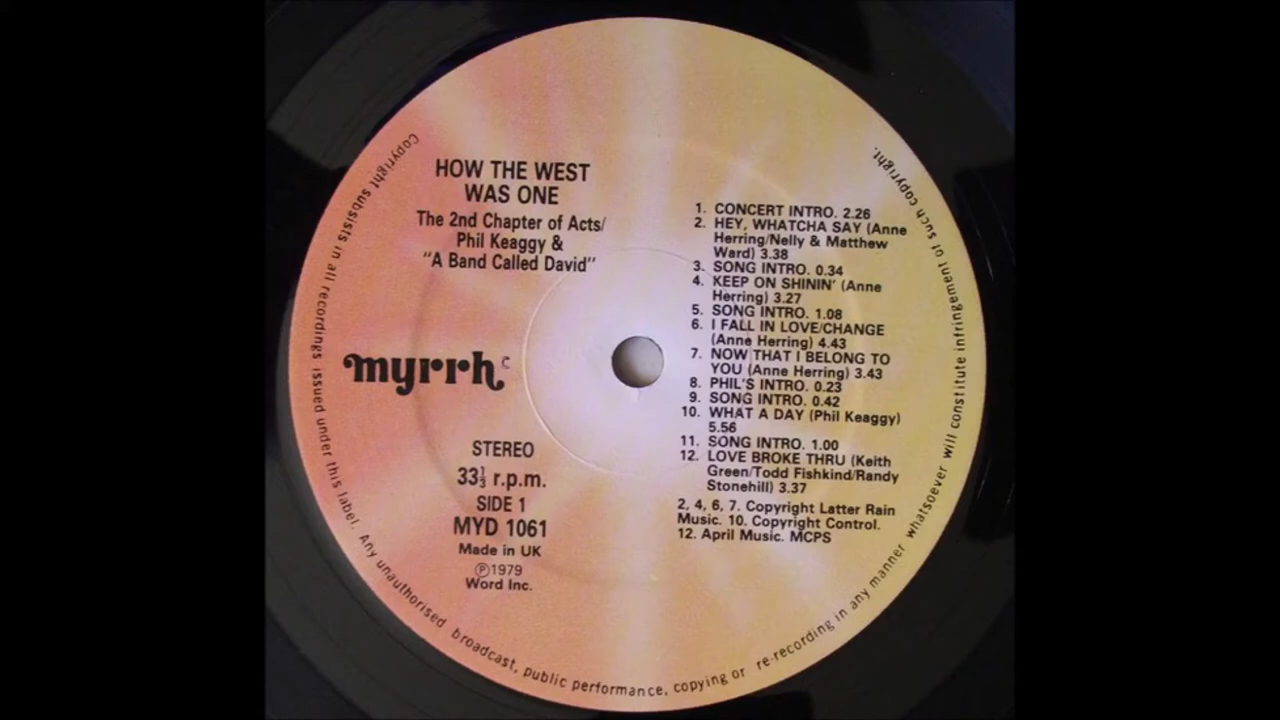 HOW THE WEST
WAS ONE
The 2nd Chapter of Acts/
Phil Keaggy &
"A Band Called David"
myrrh
STEREO
33⅓ r.p.m.
SIDE 1
MYD 1061
Made in UK
Ⓟ1979
Word Inc.
1. CONCERT INTRO. 2.26
2. HEY, WHATCHA SAY (Anne
Herring/Nelly & Matthew
Ward) 3.38
3. SONG INTRO. 0.34
4. KEEP ON SHININ' (Anne
Herring) 3.27
5. SONG INTRO. 1.08
6. I FALL IN LOVE/CHANGE
(Anne Herring) 4.43
7. NOW THAT I BELONG TO
YOU (Anne Herring) 3.43
8. PHIL'S INTRO. 0.23
9. SONG INTRO. 0.42
10. WHAT A DAY (Phil Keaggy)
5.56
11. SONG INTRO. 1.00
12. LOVE BROKE THRU (Keith
Green/Todd Fishkind/Randy
Stonehill) 3.37
2, 4, 6, 7. Copyright Latter Rain
Music. 10. Copyright Control.
12. April Music. MCPS
Copyright subsists in all recordings issued under this label. Any unauthorised broadcast, public performance, copying or re-recording in any manner whatsoever will constitute infringement of such copyright.